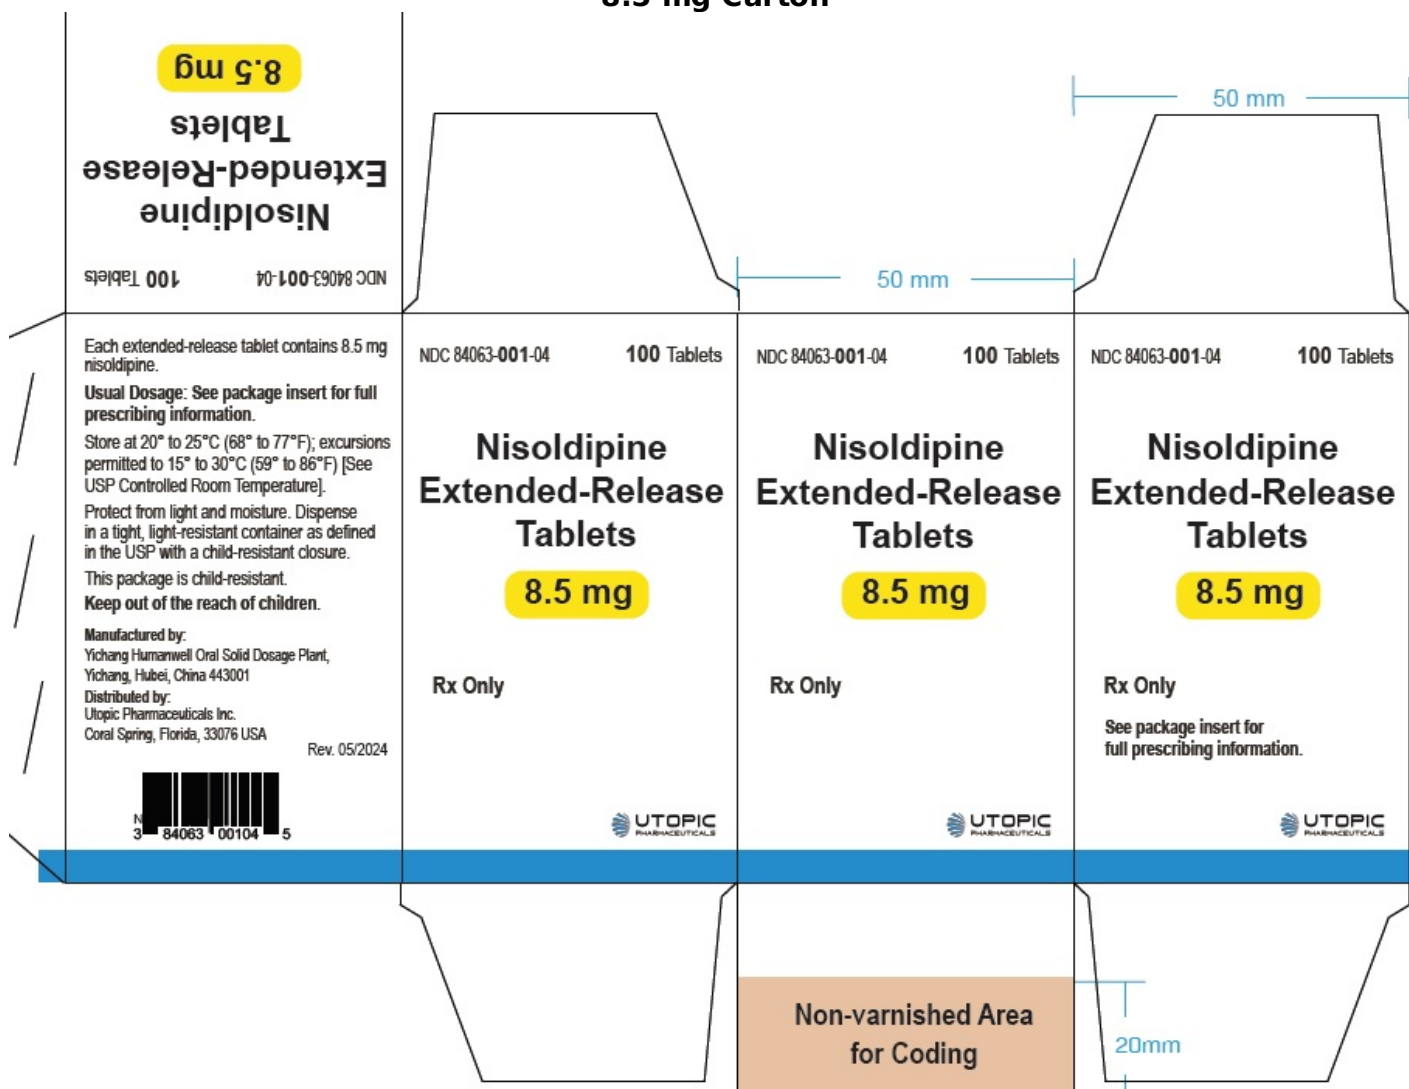 8.5 mg Carton
8.5 mg
Tablets
Extended-Release
Nisoldipine
NDC 84063-001-04 100 Tablets
50 mm
50 mm
Each extended-release tablet contains 8.5 mg
nisoldipine.
Usual Dosage: See package insert for full
prescribing information.
Store at 20° to 25°C (68° to 77°F); excursions
permitted to 15° to 30°C (59° to 86°F) [See
USP Controlled Room Temperature].
Protect from light and moisture. Dispense
in a tight, light-resistant container as defined
in the USP with a child-resistant closure.
This package is child-resistant.
Keep out of the reach of children.
Manufactured by:
Yichang Humanwell Oral Solid Dosage Plant,
Yichang, Hubei, China 443001
Distributed by:
Utopic Pharmaceuticals Inc.
Coral Spring, Florida, 33076 USA
Rev. 05/2024
N
3 84063 00104 5
NDC 84063-001-04 100 Tablets
Nisoldipine
Extended-Release
Tablets
8.5 mg
Rx Only
UTOPIC
PHARMACEUTICALS
NDC 84063-001-04 100 Tablets
Nisoldipine
Extended-Release
Tablets
8.5 mg
Rx Only
UTOPIC
PHARMACEUTICALS
NDC 84063-001-04 100 Tablets
Nisoldipine
Extended-Release
Tablets
8.5 mg
Rx Only
See package insert for
full prescribing information.
UTOPIC
PHARMACEUTICALS
Non-varnished Area
for Coding
20mm